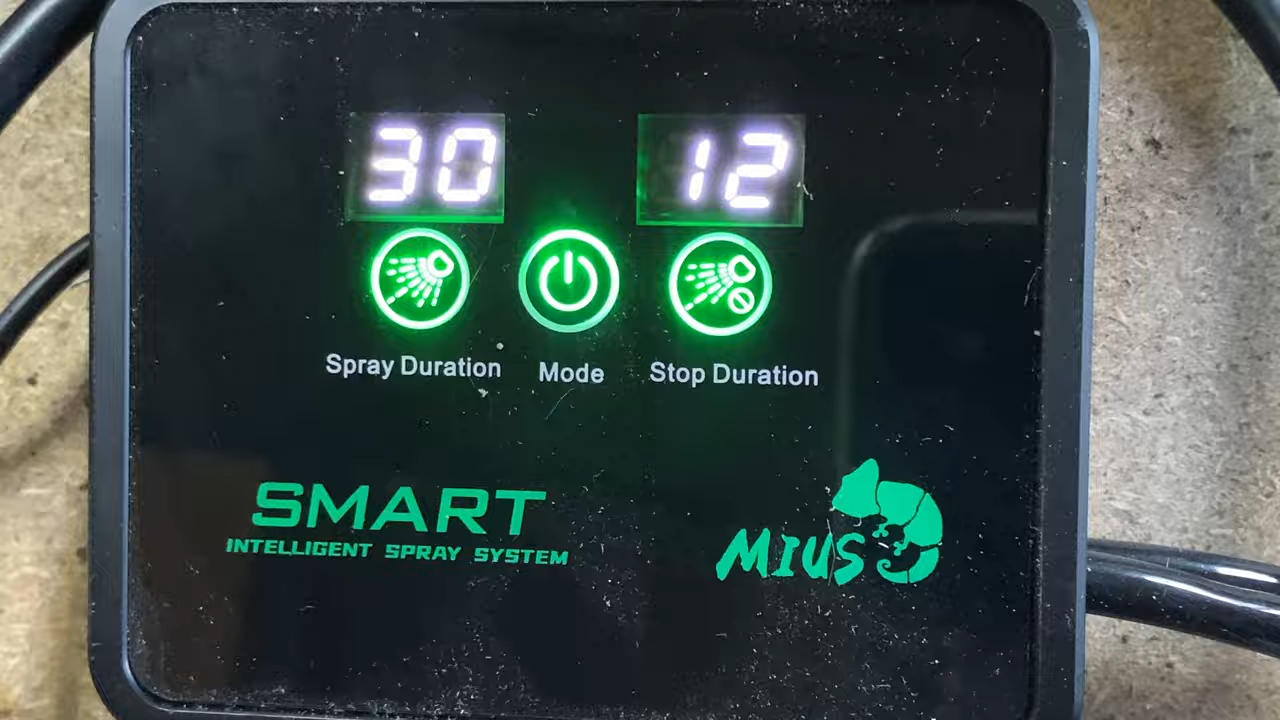 30 12
Spray Duration Mode Stop Duration
SMART
INTELLIGENT SPRAY SYSTEM
MIUS